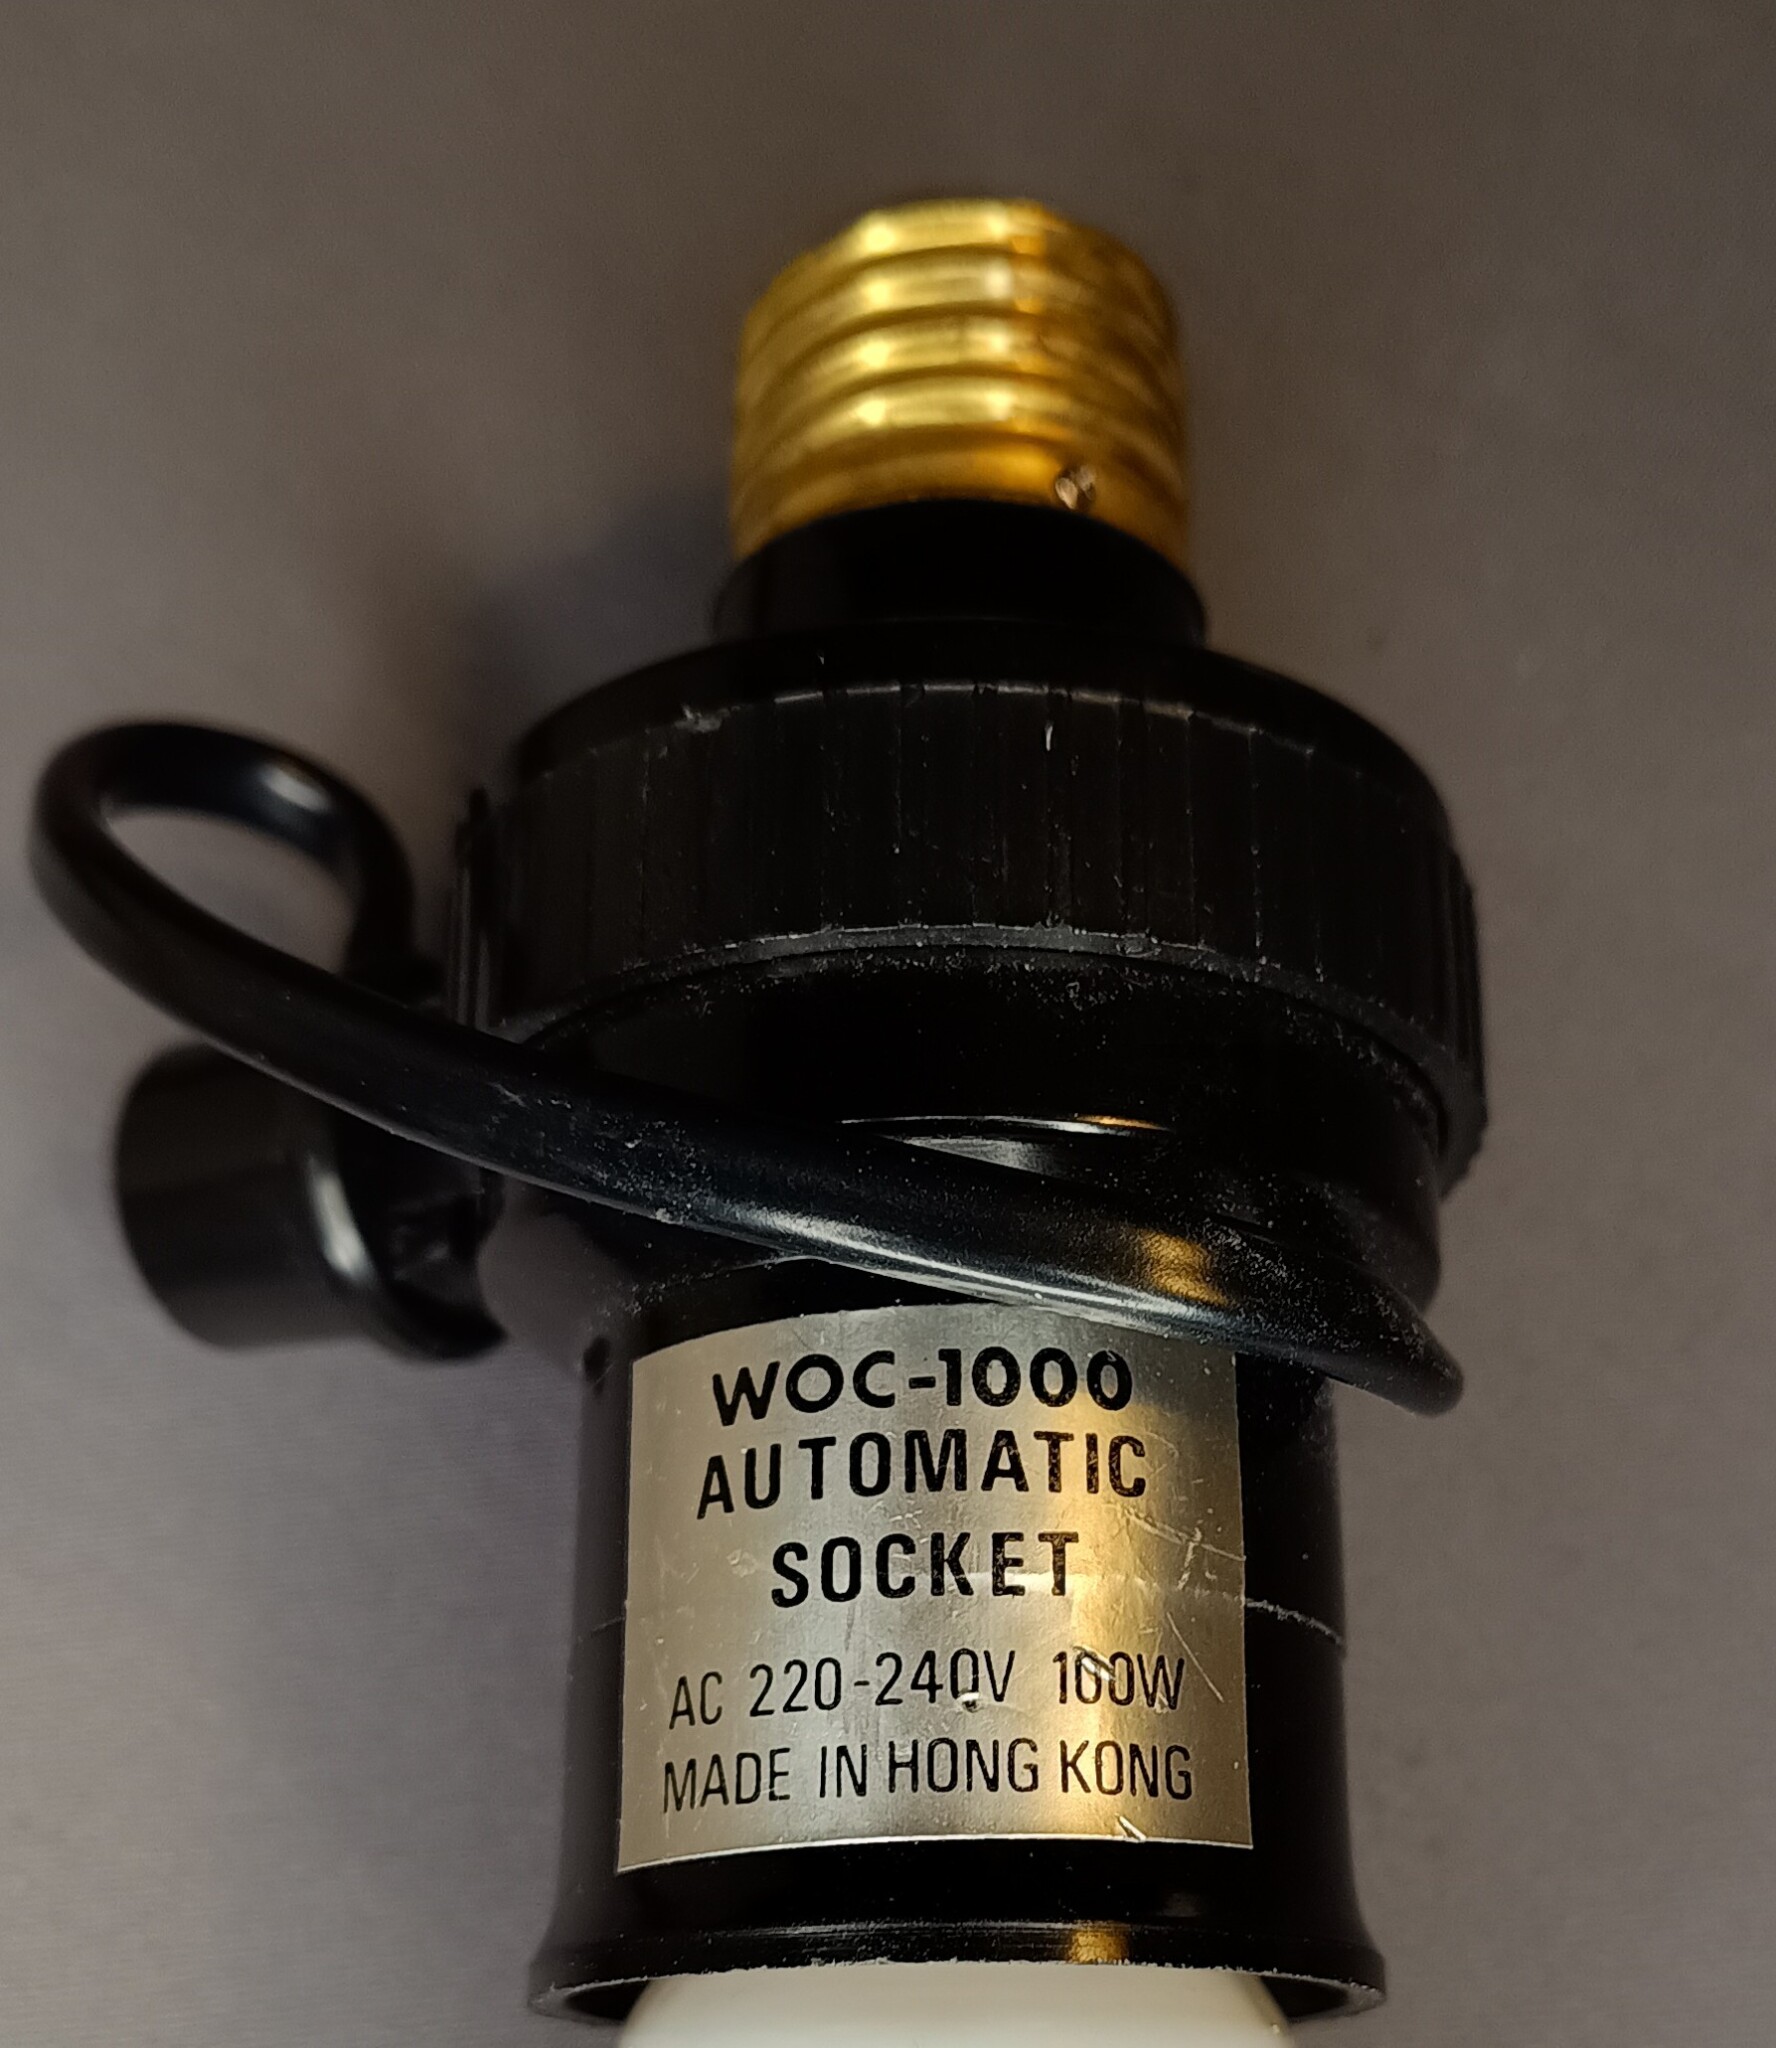 WOC-1000
AUTOMATIC
SOCKET
AC 220-240V 100W
MADE IN HONG KONG